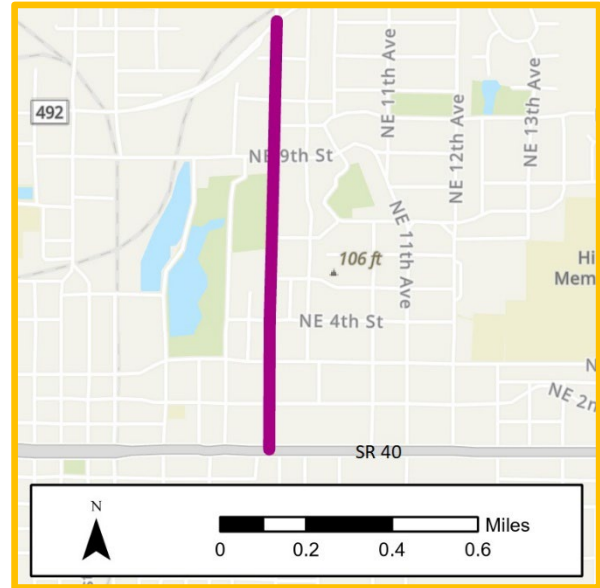 492
NE 11th Ave
NE 12th Ave
NE 13th Ave
NE 9th St
NE 11th Ave
106 ft
Hi
Mem
NE 4th St
N
NE 2n
SR 40
N
Miles
0 0.2 0.4 0.6